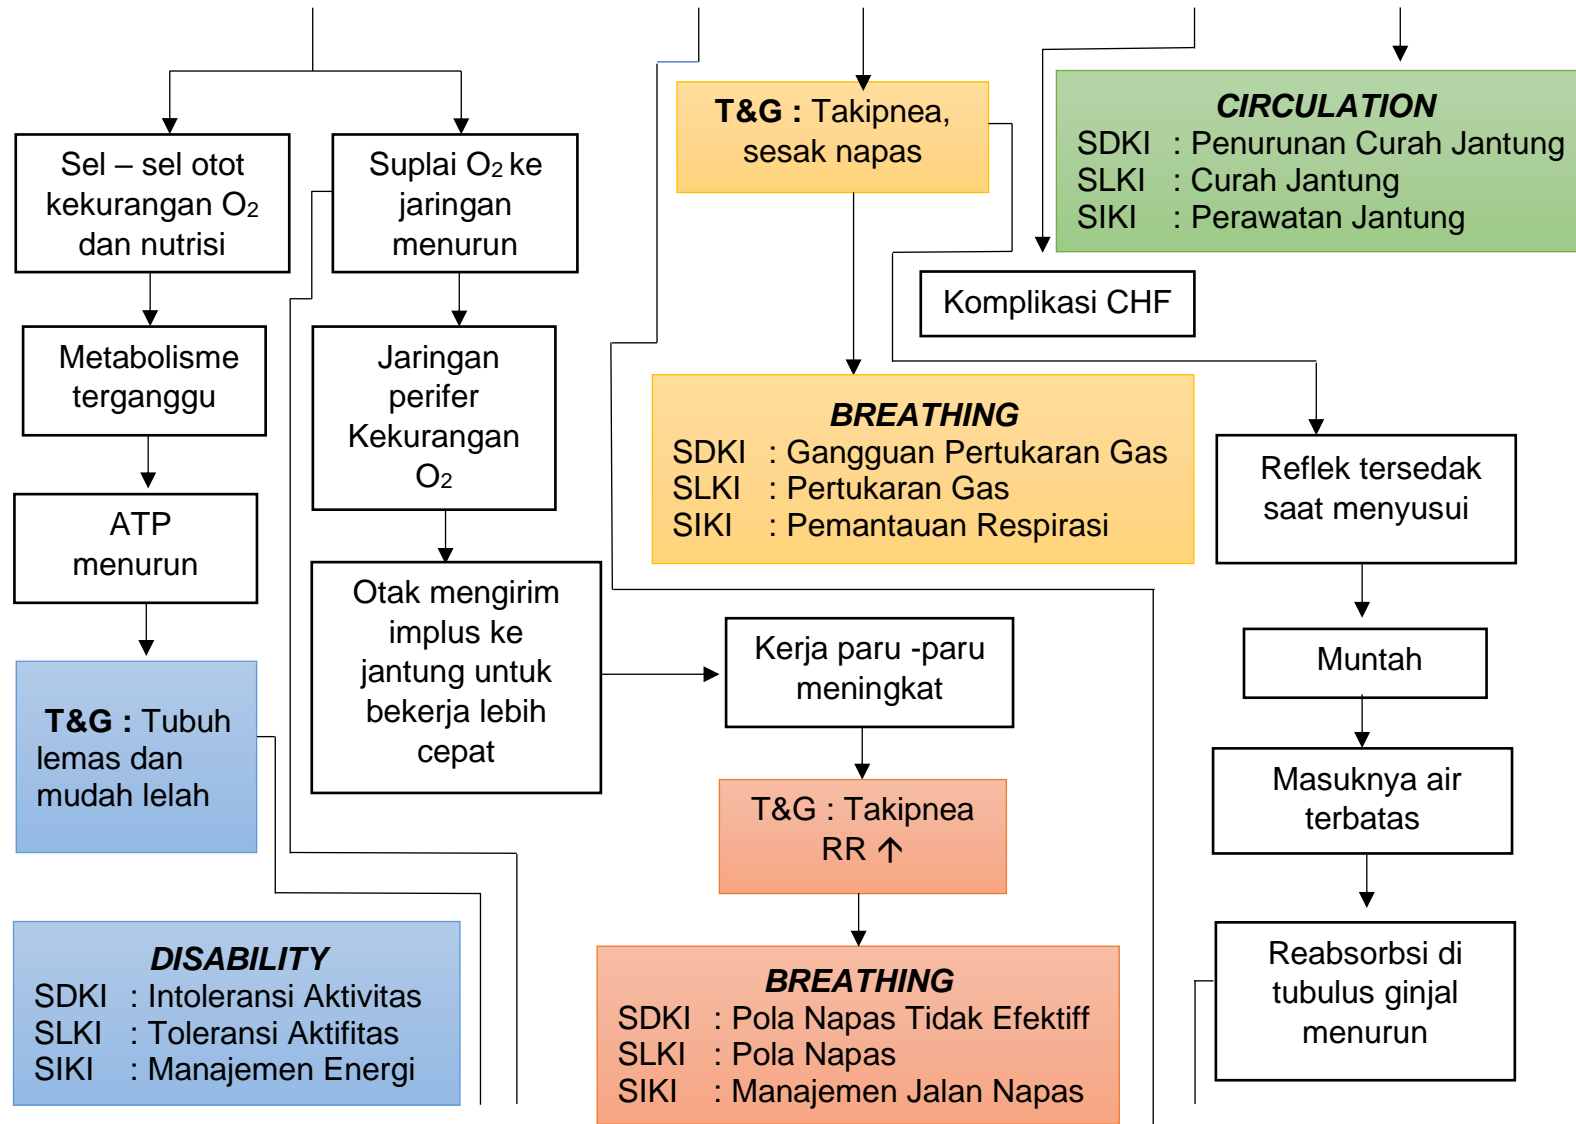 Sel – sel otot
kekurangan O2
dan nutrisi
Suplai O2 ke
jaringan
menurun
T&G : Takipnea,
sesak napas
CIRCULATION
SDKI : Penurunan Curah Jantung
SLKI : Curah Jantung
SIKI : Perawatan Jantung
Komplikasi CHF
Metabolisme
terganggu
Jaringan
perifer
Kekurangan
O2
BREATHING
SDKI : Gangguan Pertukaran Gas
SLKI : Pertukaran Gas
SIKI : Pemantauan Respirasi
Reflek tersedak
saat menyusui
ATP
menurun
Otak mengirim
implus ke
jantung untuk
bekerja lebih
cepat
Kerja paru -paru
meningkat
Muntah
T&G : Tubuh
lemas dan
mudah lelah
T&G : Takipnea
RR ↑
Masuknya air
terbatas
DISABILITY
SDKI : Intoleransi Aktivitas
SLKI : Toleransi Aktifitas
SIKI : Manajemen Energi
BREATHING
SDKI : Pola Napas Tidak Efektiff
SLKI : Pola Napas
SIKI : Manajemen Jalan Napas
Reabsorbsi di
tubulus ginjal
menurun